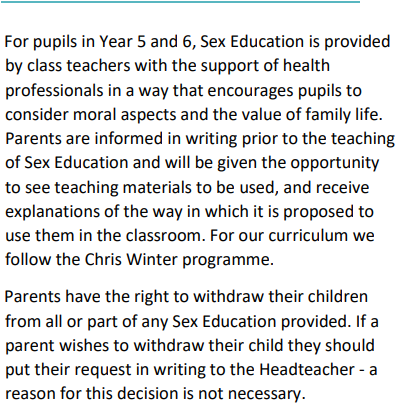 For pupils in Year 5 and 6, Sex Education is provided
by class teachers with the support of health
professionals in a way that encourages pupils to
consider moral aspects and the value of family life.
Parents are informed in writing prior to the teaching
of Sex Education and will be given the opportunity
to see teaching materials to be used, and receive
explanations of the way in which it is proposed to
use them in the classroom. For our curriculum we
follow the Chris Winter programme.
Parents have the right to withdraw their children
from all or part of any Sex Education provided. If a
parent wishes to withdraw their child they should
put their request in writing to the Headteacher - a
reason for this decision is not necessary.